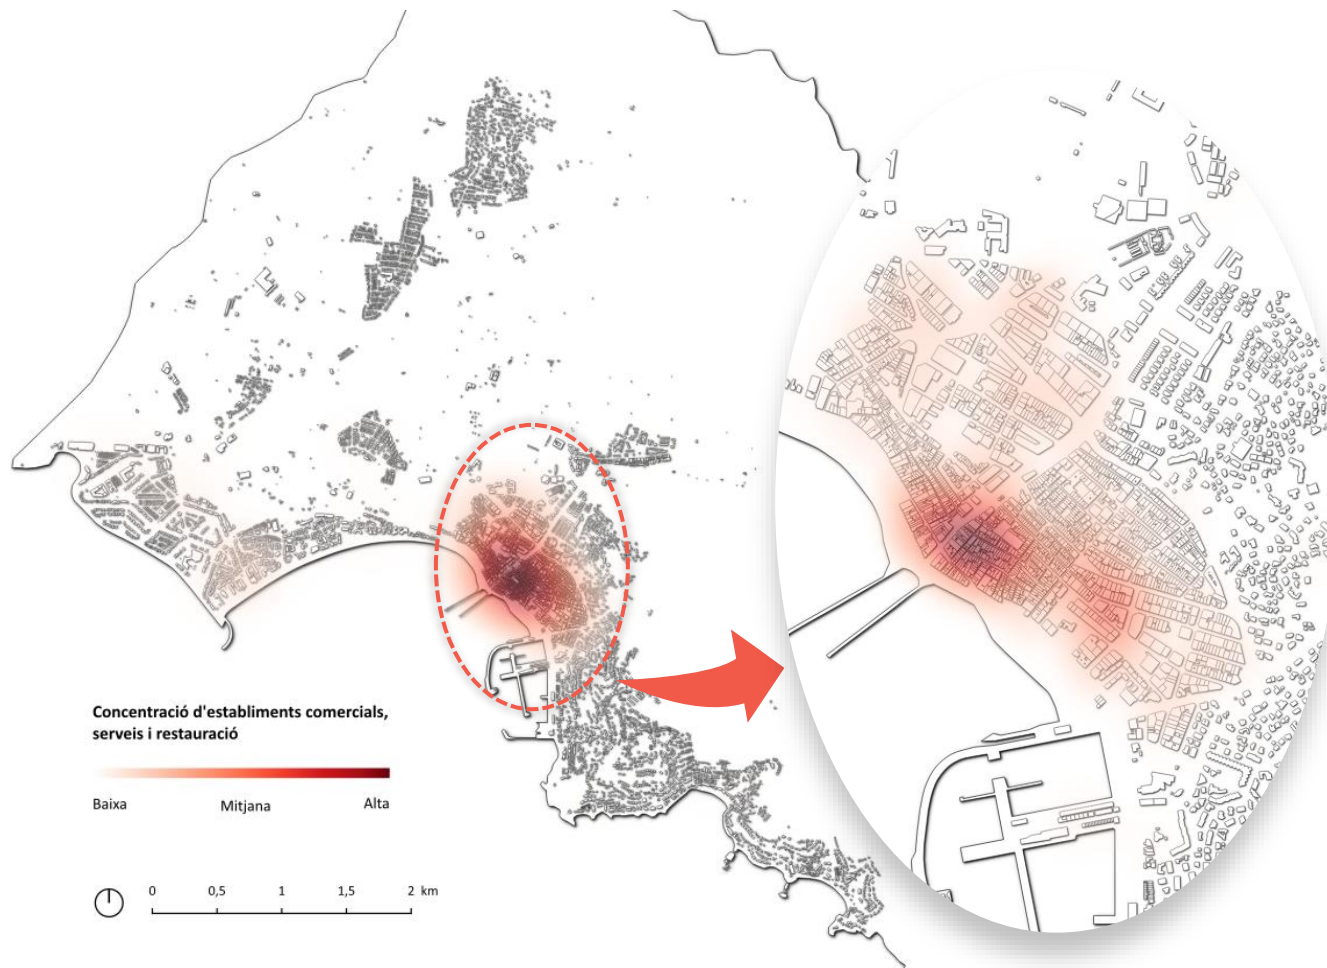 Concentració d'establiments comercials,
serveis i restauració
Baixa Mitjana Alta
0 0,5 1 1,5 2 km